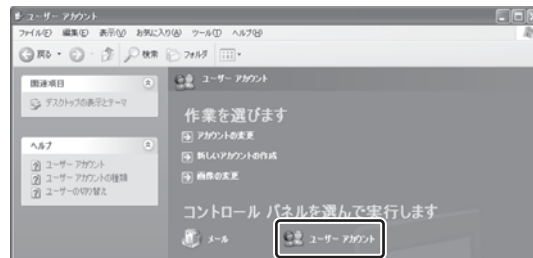 ユーザー アカウント
ファイル(F) 編集(E) 表示(V) お気に入り(A) ツール(T) ヘルプ(H)
戻る 検索 フォルダ
関連項目
デスクトップの表示とテーマ
ヘルプ
ユーザー アカウント
ユーザー アカウントの種類
ユーザーの切り替え
ユーザー アカウント
作業を選びます
アカウントの変更
新しいアカウントの作成
画像の変更
コントロール パネルを選んで実行します
メール
ユーザー アカウント